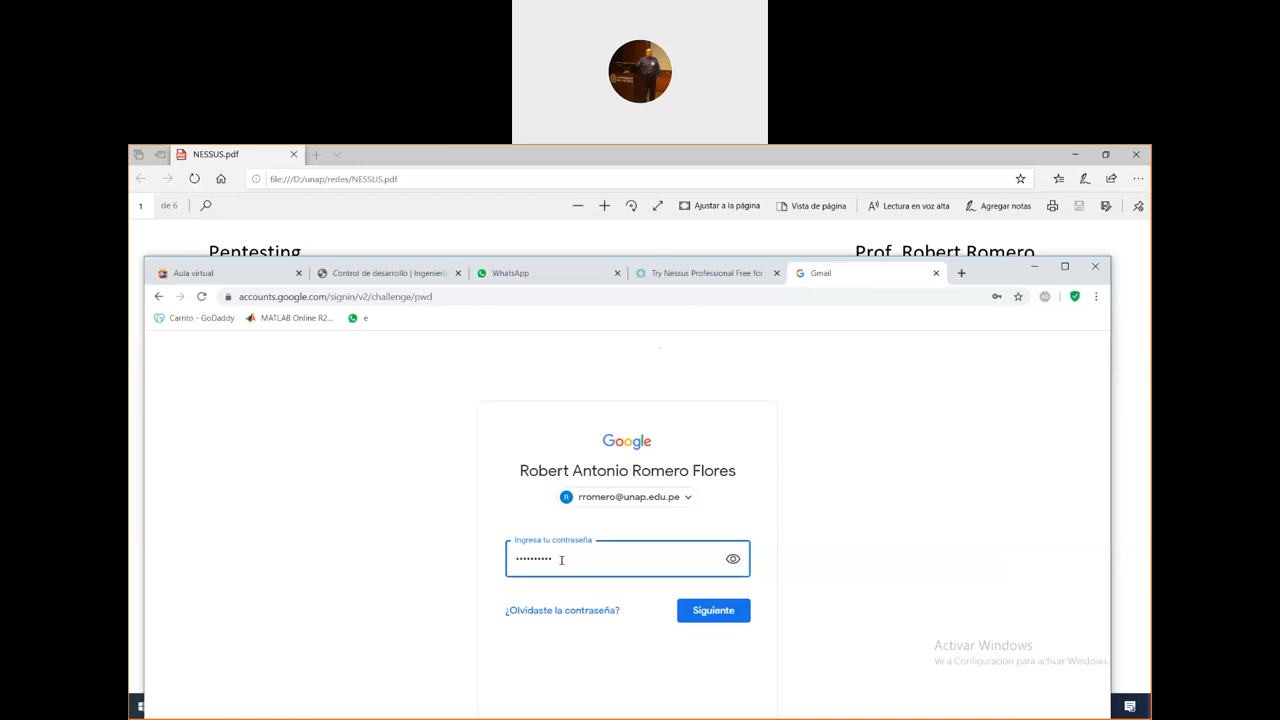 NESSUS.pdf
file:///D:/unap/redes/NESSUS.pdf
1 de 6
Ajustar a la página
Vista de página
Lectura en voz alta
Agregar notas
Pentesting
Prof. Robert Romero
Aula virtual
Control de desarrollo | Ingenierí
WhatsApp
Try Nessus Professional Free for
Gmail
accounts.google.com/signin/v2/challenge/pwd
Carrito - GoDaddy
MATLAB Online R2...
e
Google
Robert Antonio Romero Flores
R
rromero@unap.edu.pe
Ingresa tu contraseña
••••••••••
¿Olvidaste la contraseña?
Siguiente
Activar Windows
Ve a Configuración para activar Windows.